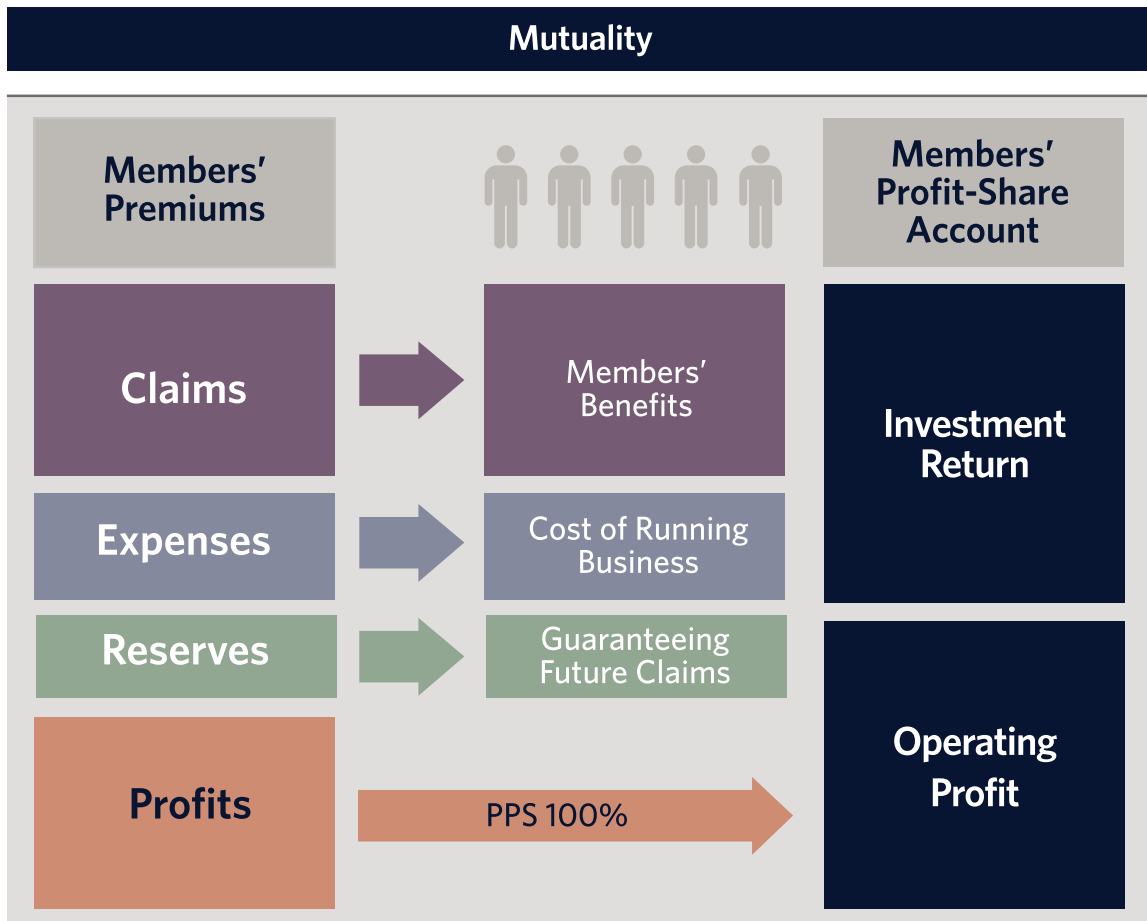 Mutuality
Members’
Premiums
Members’
Profit-Share
Account
Claims
Members’
Benefits
Investment
Return
Expenses
Cost of Running
Business
Reserves
Guaranteeing
Future Claims
Profits
PPS 100%
Operating
Profit